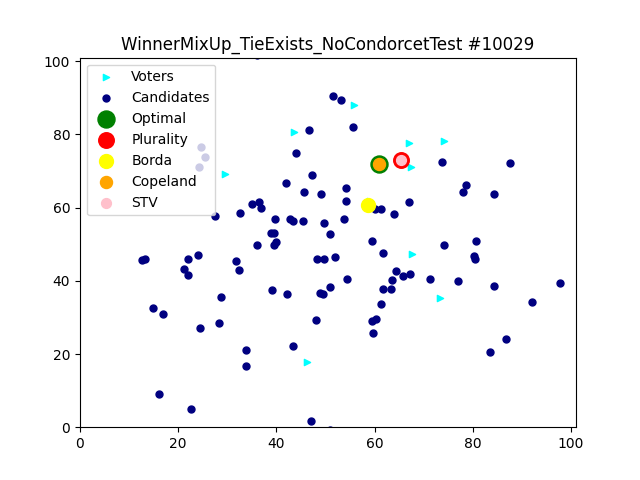 WinnerMixUp_TieExists_NoCondorcetTest #10029
Voters
Candidates
Optimal
Plurality
Borda
Copeland
STV
100
80
60
40
20
0
0 20 40 60 80 100